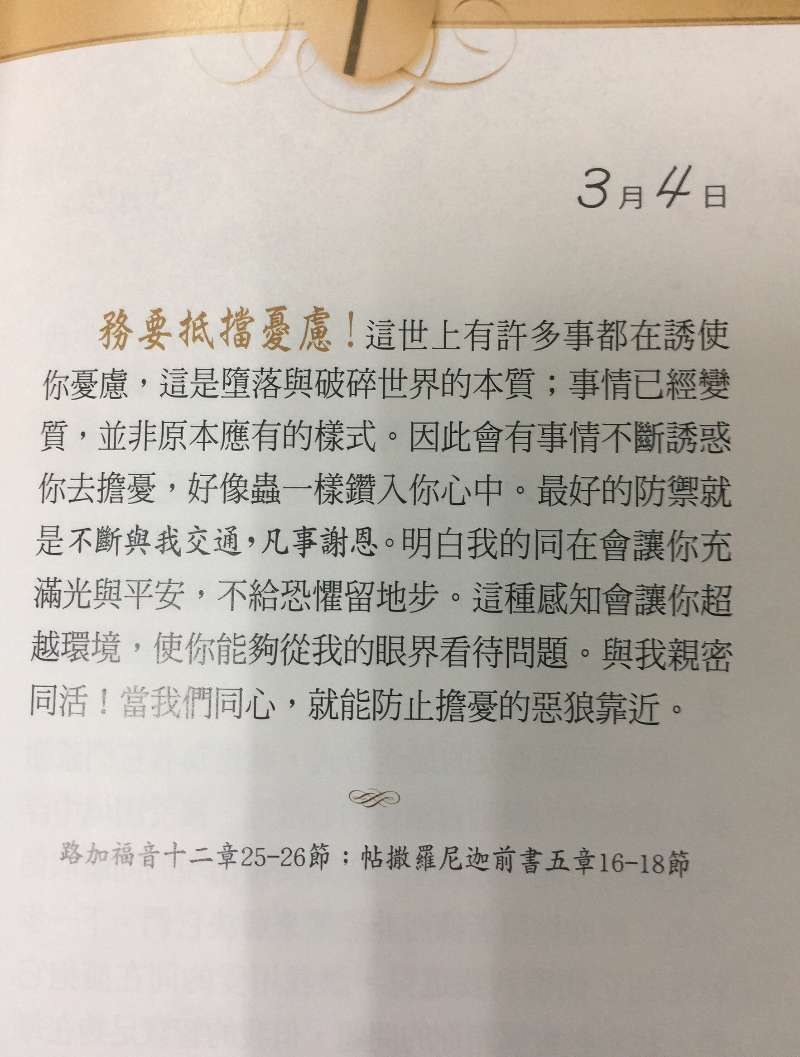 3月4日
務要抵擋憂慮！這世上有許多事都在誘使
你憂慮，這是墮落與破碎世界的本質；事情已經變
質，並非原本應有的樣式。因此會有事情不斷誘惑
你去擔憂，好像蟲一樣鑽入你心中。最好的防禦就
是不斷與我交通，凡事謝恩。明白我的同在會讓你充
滿光與平安，不給恐懼留地步。這種感知會讓你超
越環境，使你能夠從我的眼界看待問題。與我親密
同活！當我們同心，就能防止擔憂的惡狼靠近。
路加福音十二章25-26節；帖撒羅尼迦前書五章16-18節